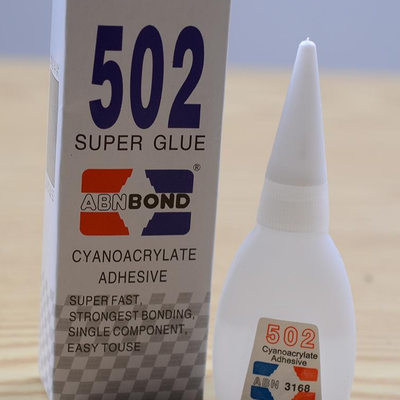 502
SUPER GLUE
®
ABNBOND
CYANOACRYLATE
ADHESIVE
SUPER FAST,
STRONGEST BONDING,
SINGLE COMPONENT,
EASY TOUSE
502
Cyanoacrylate
Adhesive
ABN 3168